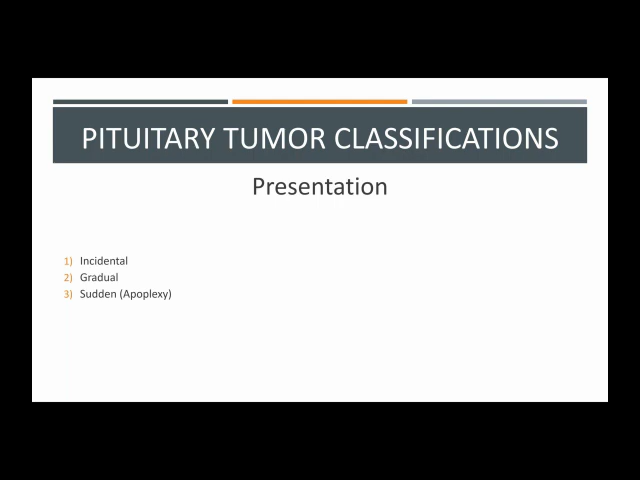 PITUITARY TUMOR CLASSIFICATIONS
Presentation
1) Incidental
2) Gradual
3) Sudden (Apoplexy)